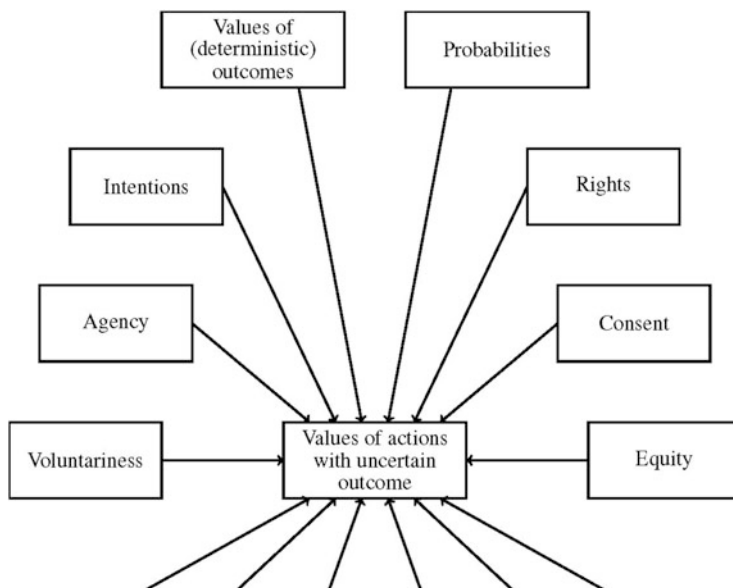 Values of
(deterministic)
outcomes
Probabilities
Intentions
Rights
Agency
Consent
Voluntariness
Values of actions
with uncertain
outcome
Equity